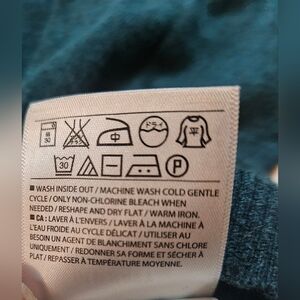 30
平
30
P
■ WASH INSIDE OUT / MACHINE WASH COLD GENTLE
CYCLE / ONLY NON-CHLORINE BLEACH WHEN
NEEDED / RESHAPE AND DRY FLAT / WARM IRON.
■ CA : LAVER À L'ENVERS / LAVER À LA MACHINE À
L'EAU FROIDE AU CYCLE DÉLICAT / UTILISER AU
BESOIN UN AGENT DE BLANCHIMENT SANS CHLORE
UNIQUEMENT / REDONNER SA FORME ET SÉCHER À
PLAT / REPASSER À TEMPÉRATURE MOYENNE.